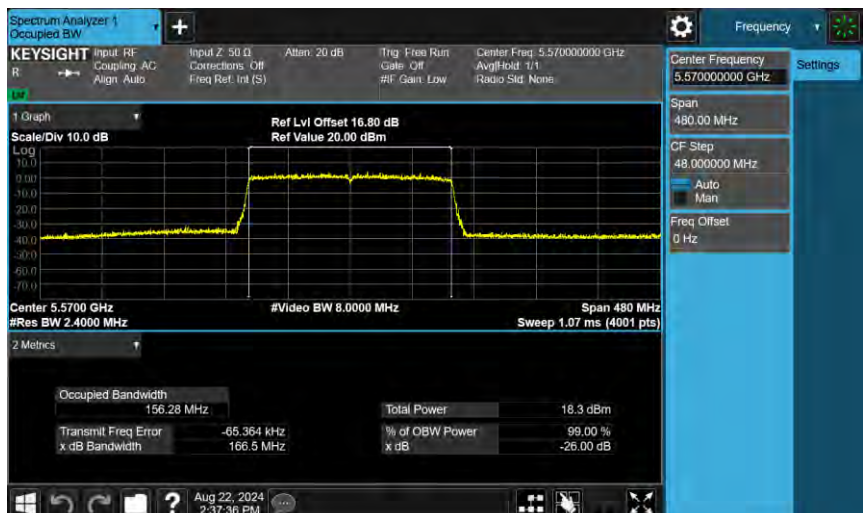 Spectrum Analyzer 1
Occupied BW
Frequency
KEYSIGHT
R
Input: RF
Coupling: AC
Align: Auto
Input Z: 50 Ω
Corrections: Off
Freq Ref: Int (S)
Atten: 20 dB
Trig: Free Run
Gate: Off
#IF Gain: Low
Center Freq: 5.570000000 GHz
Avg|Hold: 1/1
Radio Std: None
Center Frequency
5.570000000 GHz
Settings
Span
480.00 MHz
CF Step
48.000000 MHz
Auto
Man
Freq Offset
0 Hz
1 Graph
Scale/Div 10.0 dB
Ref Lvl Offset 16.80 dB
Ref Value 20.00 dBm
Log
10.0
0.00
-10.0
-20.0
-30.0
-40.0
-50.0
-60.0
-70.0
Center 5.5700 GHz
#Video BW 8.0000 MHz
Span 480 MHz
#Res BW 2.4000 MHz
Sweep 1.07 ms (4001 pts)
2 Metrics
Occupied Bandwidth
156.28 MHz
Total Power 18.3 dBm
Transmit Freq Error -65.364 kHz
% of OBW Power 99.00 %
x dB Bandwidth 166.5 MHz
x dB -26.00 dB
Aug 22, 2024
2:37:36 PM